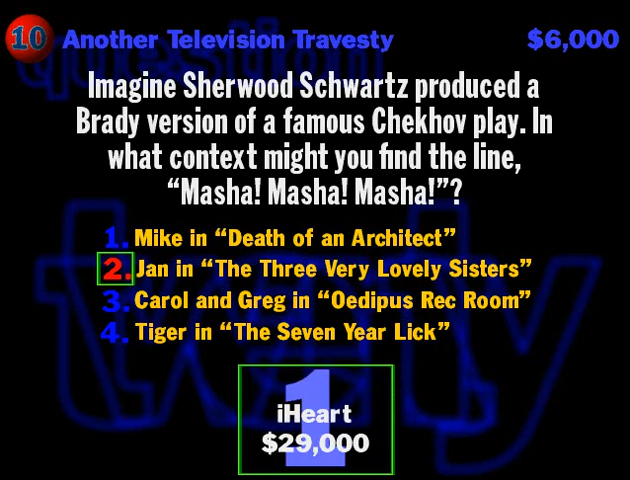 10 Another Television Travesty $6,000
Imagine Sherwood Schwartz produced a
Brady version of a famous Chekhov play. In
what context might you find the line,
“Masha! Masha! Masha!”?
1. Mike in “Death of an Architect”
2. Jan in “The Three Very Lovely Sisters”
3. Carol and Greg in “Oedipus Rec Room”
4. Tiger in “The Seven Year Lick”
1
iHeart
$29,000